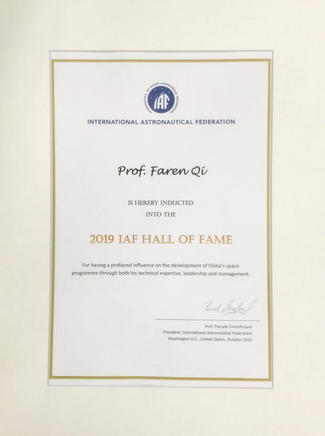 IAF
INTERNATIONAL ASTRONAUTICAL FEDERATION
Prof. Faren Qi
IS HEREBY INDUCTED
INTO THE
2019 IAF HALL OF FAME
For having a profound influence on the development of China's space
programme through both his technical expertise, leadership and management.
Prof. Pascale Ehrenfreund
President, International Astronautical Federation
Washington D.C., United States, October 2019